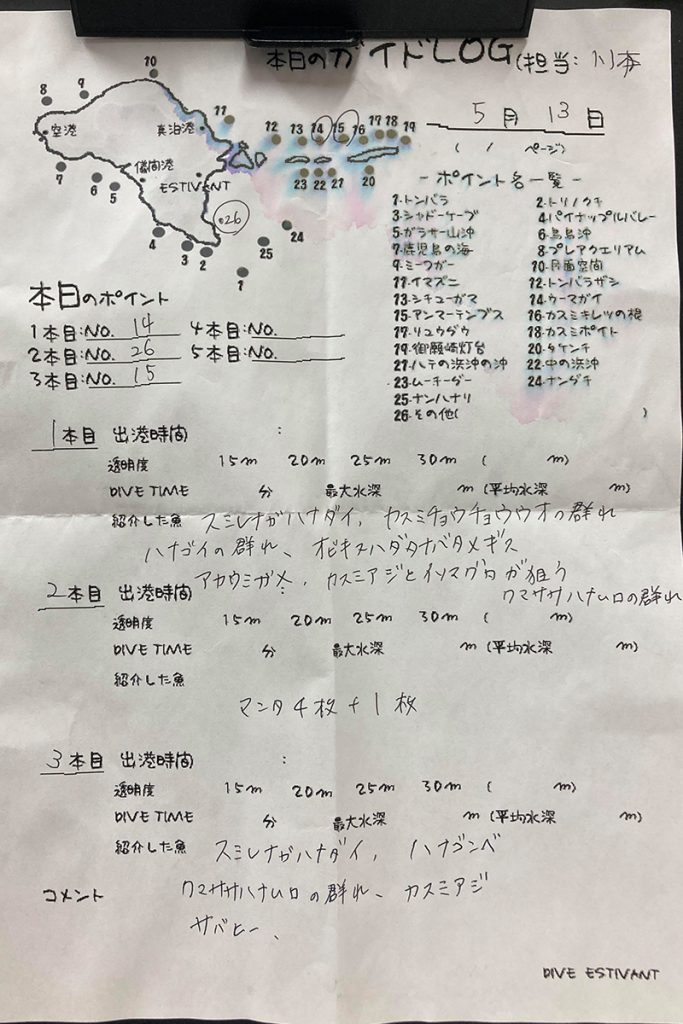 本日のガイドLOG(担当:川本
5月13日
( / ページ)
10
8 9
空港
真泊港
11
12 13 14 15 16 17 18 19
儀間港
ESTIVANT
7 6 5
23 22 21 20
26
4 3 2 1 25 24
- ポイント名一覧 -
1.トンバラ 2.トリノクチ
3.シャドーケーブ 4.パイナップルバレー
5.ガラサー山沖 6.鳥島沖
7.鹿児島の海 8.プレアクエリアム
9.ミーフガー 10.月面空間
11.イマズニ 12.トンバラザシ
13.シチューガマ 14.ウーマガイ
15.アンマーテンプス 16.カスミキレツの根
17.リュウダウ 18.カスミポイト
19.御願崎灯台 20.タケンチ
21.ハテの浜沖の沖 22.中の浜沖
23.ムーチーダー 24.ナンダチ
25.ナンハナリ
26.その他( )
本日のポイント
1本目:NO. 14 4本目:NO.
2本目:NO. 26 5本目:NO.
3本目:NO. 15
1本目 出港時間 :
透明度 15m 20m 25m 30m ( m)
DIVE TIME 分 最大水深 m (平均水深 m)
紹介した魚 スミレナガハナダイ, カスミチョウチョウウオの群れ
ハナゴイの群れ、オビキスハダカナバタメギス
アカウミガメ, カスミアジとイソマグロが狙う
クマササハナムロの群れ
2本目 出港時間
透明度 15m 20m 25m 30m ( m)
DIVE TIME 分 最大水深 m (平均水深 m)
紹介した魚
マンタ4枚+1枚
3本目 出港時間 :
透明度 15m 20m 25m 30m ( m)
DIVE TIME 分 最大水深 m (平均水深 m)
紹介した魚 スミレナガハナダイ, ハナゴンベ
クマササハナムロの群れ、カスミアジ
コメント
サバヒー、
DIVE ESTIVANT